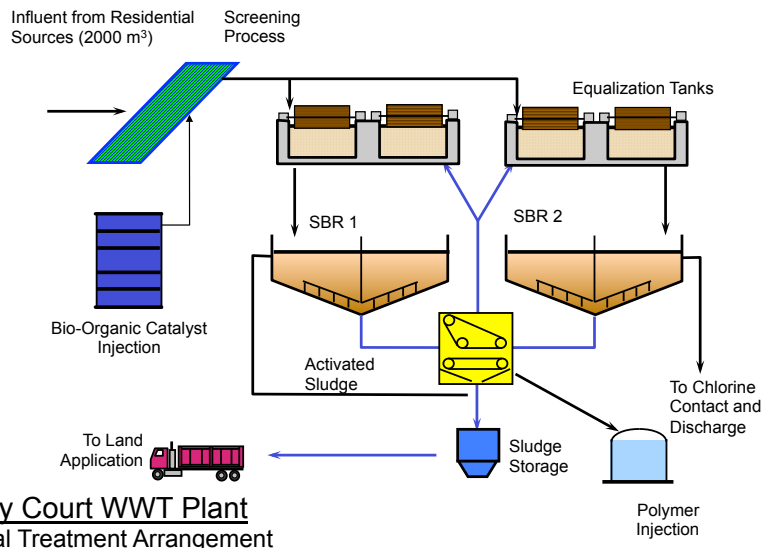 Influent from Residential
Sources (2000 m³)
Screening
Process
Equalization Tanks
SBR 1
SBR 2
Bio-Organic Catalyst
Injection
Activated
Sludge
To Chlorine
Contact and
Discharge
To Land
Application
Sludge
Storage
Polymer
Injection
y Court WWT Plant
al Treatment Arrangement